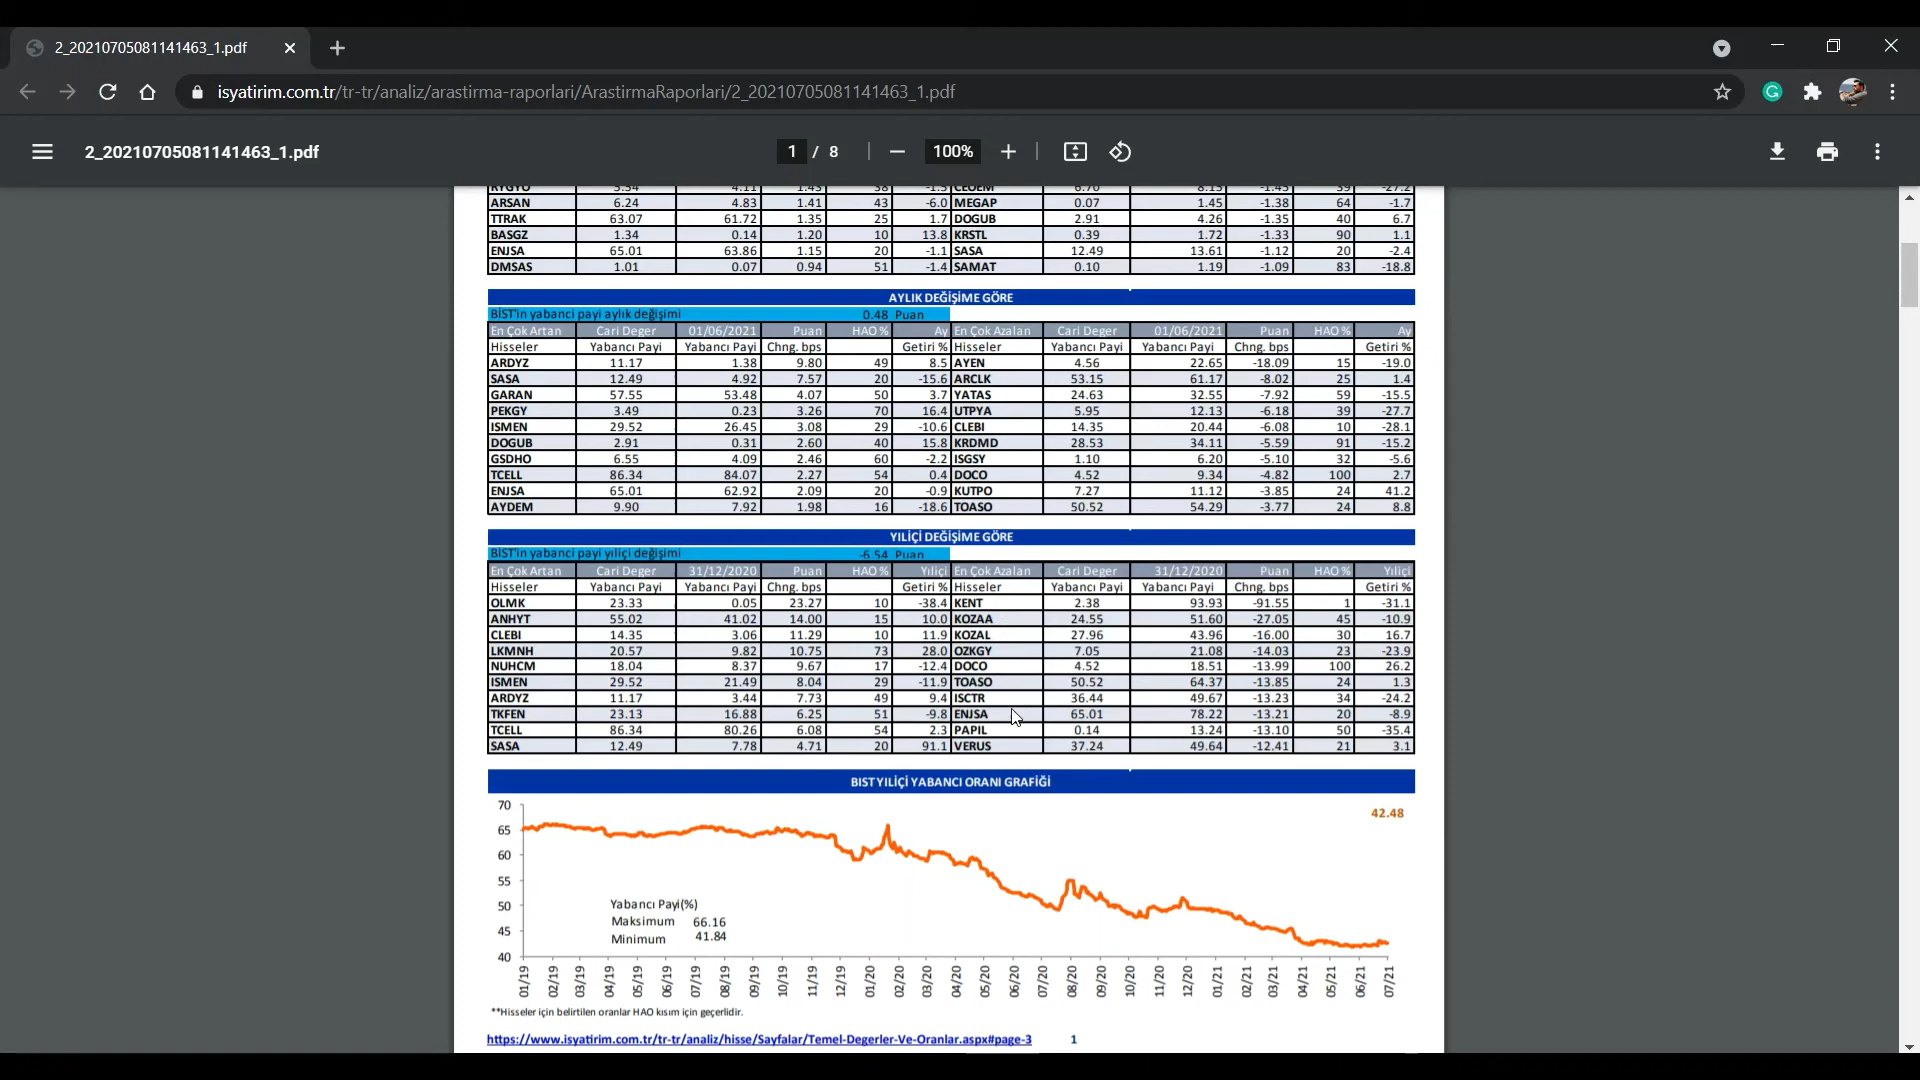 2_20210705081141463_1.pdf
isyatirim.com.tr/tr-tr/analiz/arastirma-raporlari/ArastirmaRaporlari/2_20210705081141463_1.pdf
2_20210705081141463_1.pdf
1 / 8
100%
RYGYO 5.54 4.11 1.43 38 -1.5 CEOEM 6.70 8.15 -1.45 39 -27.2
ARSAN 6.24 4.83 1.41 43 -6.0 MEGAP 0.07 1.45 -1.38 64 -1.7
TTRAK 63.07 61.72 1.35 25 1.7 DOGUB 2.91 4.26 -1.35 40 6.7
BASGZ 1.34 0.14 1.20 10 13.8 KRSTL 0.39 1.72 -1.33 90 1.1
ENJSA 65.01 63.86 1.15 20 -1.1 SASA 12.49 13.61 -1.12 20 -2.4
DMSAS 1.01 0.07 0.94 51 -1.4 SAMAT 0.10 1.19 -1.09 83 -18.8
AYLIK DEĞİŞİME GÖRE
BİST'in yabanci payi aylık değişimi 0.48 Puan
En Çok Artan Cari Deger 01/06/2021 Puan HAO % Ay En Çok Azalan Cari Deger 01/06/2021 Puan HAO % Ay
Hisseler Yabancı Payi Yabancı Payi Chng. bps Getiri % Hisseler Yabancı Payi Yabancı Payi Chng. bps Getiri %
ARDYZ 11.17 1.38 9.80 49 8.5 AYEN 4.56 22.65 -18.09 15 -19.0
SASA 12.49 4.92 7.57 20 -15.6 ARCLK 53.15 61.17 -8.02 25 1.4
GARAN 57.55 53.48 4.07 50 3.7 YATAS 24.63 32.55 -7.92 59 -15.5
PEKGY 3.49 0.23 3.26 70 16.4 UTPYA 5.95 12.13 -6.18 39 -27.7
ISMEN 29.52 26.45 3.08 29 -10.6 CLEBI 14.35 20.44 -6.08 10 -28.1
DOGUB 2.91 0.31 2.60 40 15.8 KRDMD 28.53 34.11 -5.59 91 -15.2
GSDHO 6.55 4.09 2.46 60 -2.2 ISGSY 1.10 6.20 -5.10 32 -5.6
TCELL 86.34 84.07 2.27 54 0.4 DOCO 4.52 9.34 -4.82 100 2.7
ENJSA 65.01 62.92 2.09 20 -0.9 KUTPO 7.27 11.12 -3.85 24 41.2
AYDEM 9.90 7.92 1.98 16 -18.6 TOASO 50.52 54.29 -3.77 24 8.8
YILİÇİ DEĞİŞİME GÖRE
BİST'in yabanci payi yıliçi değişimi -6.54 Puan
En Çok Artan Cari Deger 31/12/2020 Puan HAO % Yıliçi En Çok Azalan Cari Deger 31/12/2020 Puan HAO % Yıliçi
Hisseler Yabancı Payi Yabancı Payi Chng. bps Getiri % Hisseler Yabancı Payi Yabancı Payi Chng. bps Getiri %
OLMK 23.33 0.05 23.27 10 -38.4 KENT 2.38 93.93 -91.55 1 -31.1
ANHYT 55.02 41.02 14.00 15 10.0 KOZAA 24.55 51.60 -27.05 45 -10.9
CLEBI 14.35 3.06 11.29 10 11.9 KOZAL 27.96 43.96 -16.00 30 16.7
LKMNH 20.57 9.82 10.75 73 28.0 OZKGY 7.05 21.08 -14.03 23 -23.9
NUHCM 18.04 8.37 9.67 17 -12.4 DOCO 4.52 18.51 -13.99 100 26.2
ISMEN 29.52 21.49 8.04 29 -11.9 TOASO 50.52 64.37 -13.85 24 1.3
ARDYZ 11.17 3.44 7.73 49 9.4 ISCTR 36.44 49.67 -13.23 34 -24.2
TKFEN 23.13 16.88 6.25 51 -9.8 ENJSA 65.01 78.22 -13.21 20 -8.9
TCELL 86.34 80.26 6.08 54 2.3 PAPIL 0.14 13.24 -13.10 50 -35.4
SASA 12.49 7.78 4.71 20 91.1 VERUS 37.24 49.64 -12.41 21 3.1
BIST YILİÇİ YABANCI ORANI GRAFİĞİ
42.48
70
65
60
55
50
45
40
Yabancı Payi(%)
Maksimum 66.16
Minimum 41.84
01/19 02/19 03/19 04/19 05/19 06/19 07/19 08/19 09/19 10/19 11/19 12/19 01/20 02/20 03/20 04/20 05/20 06/20 07/20 08/20 09/20 10/20 11/20 12/20 01/21 02/21 03/21 04/21 05/21 06/21 07/21
**Hisseler için belirtilen oranlar HAO kısım için geçerlidir.
https://www.isyatirim.com.tr/tr-tr/analiz/hisse/Sayfalar/Temel-Degerler-Ve-Oranlar.aspx#page-3 1